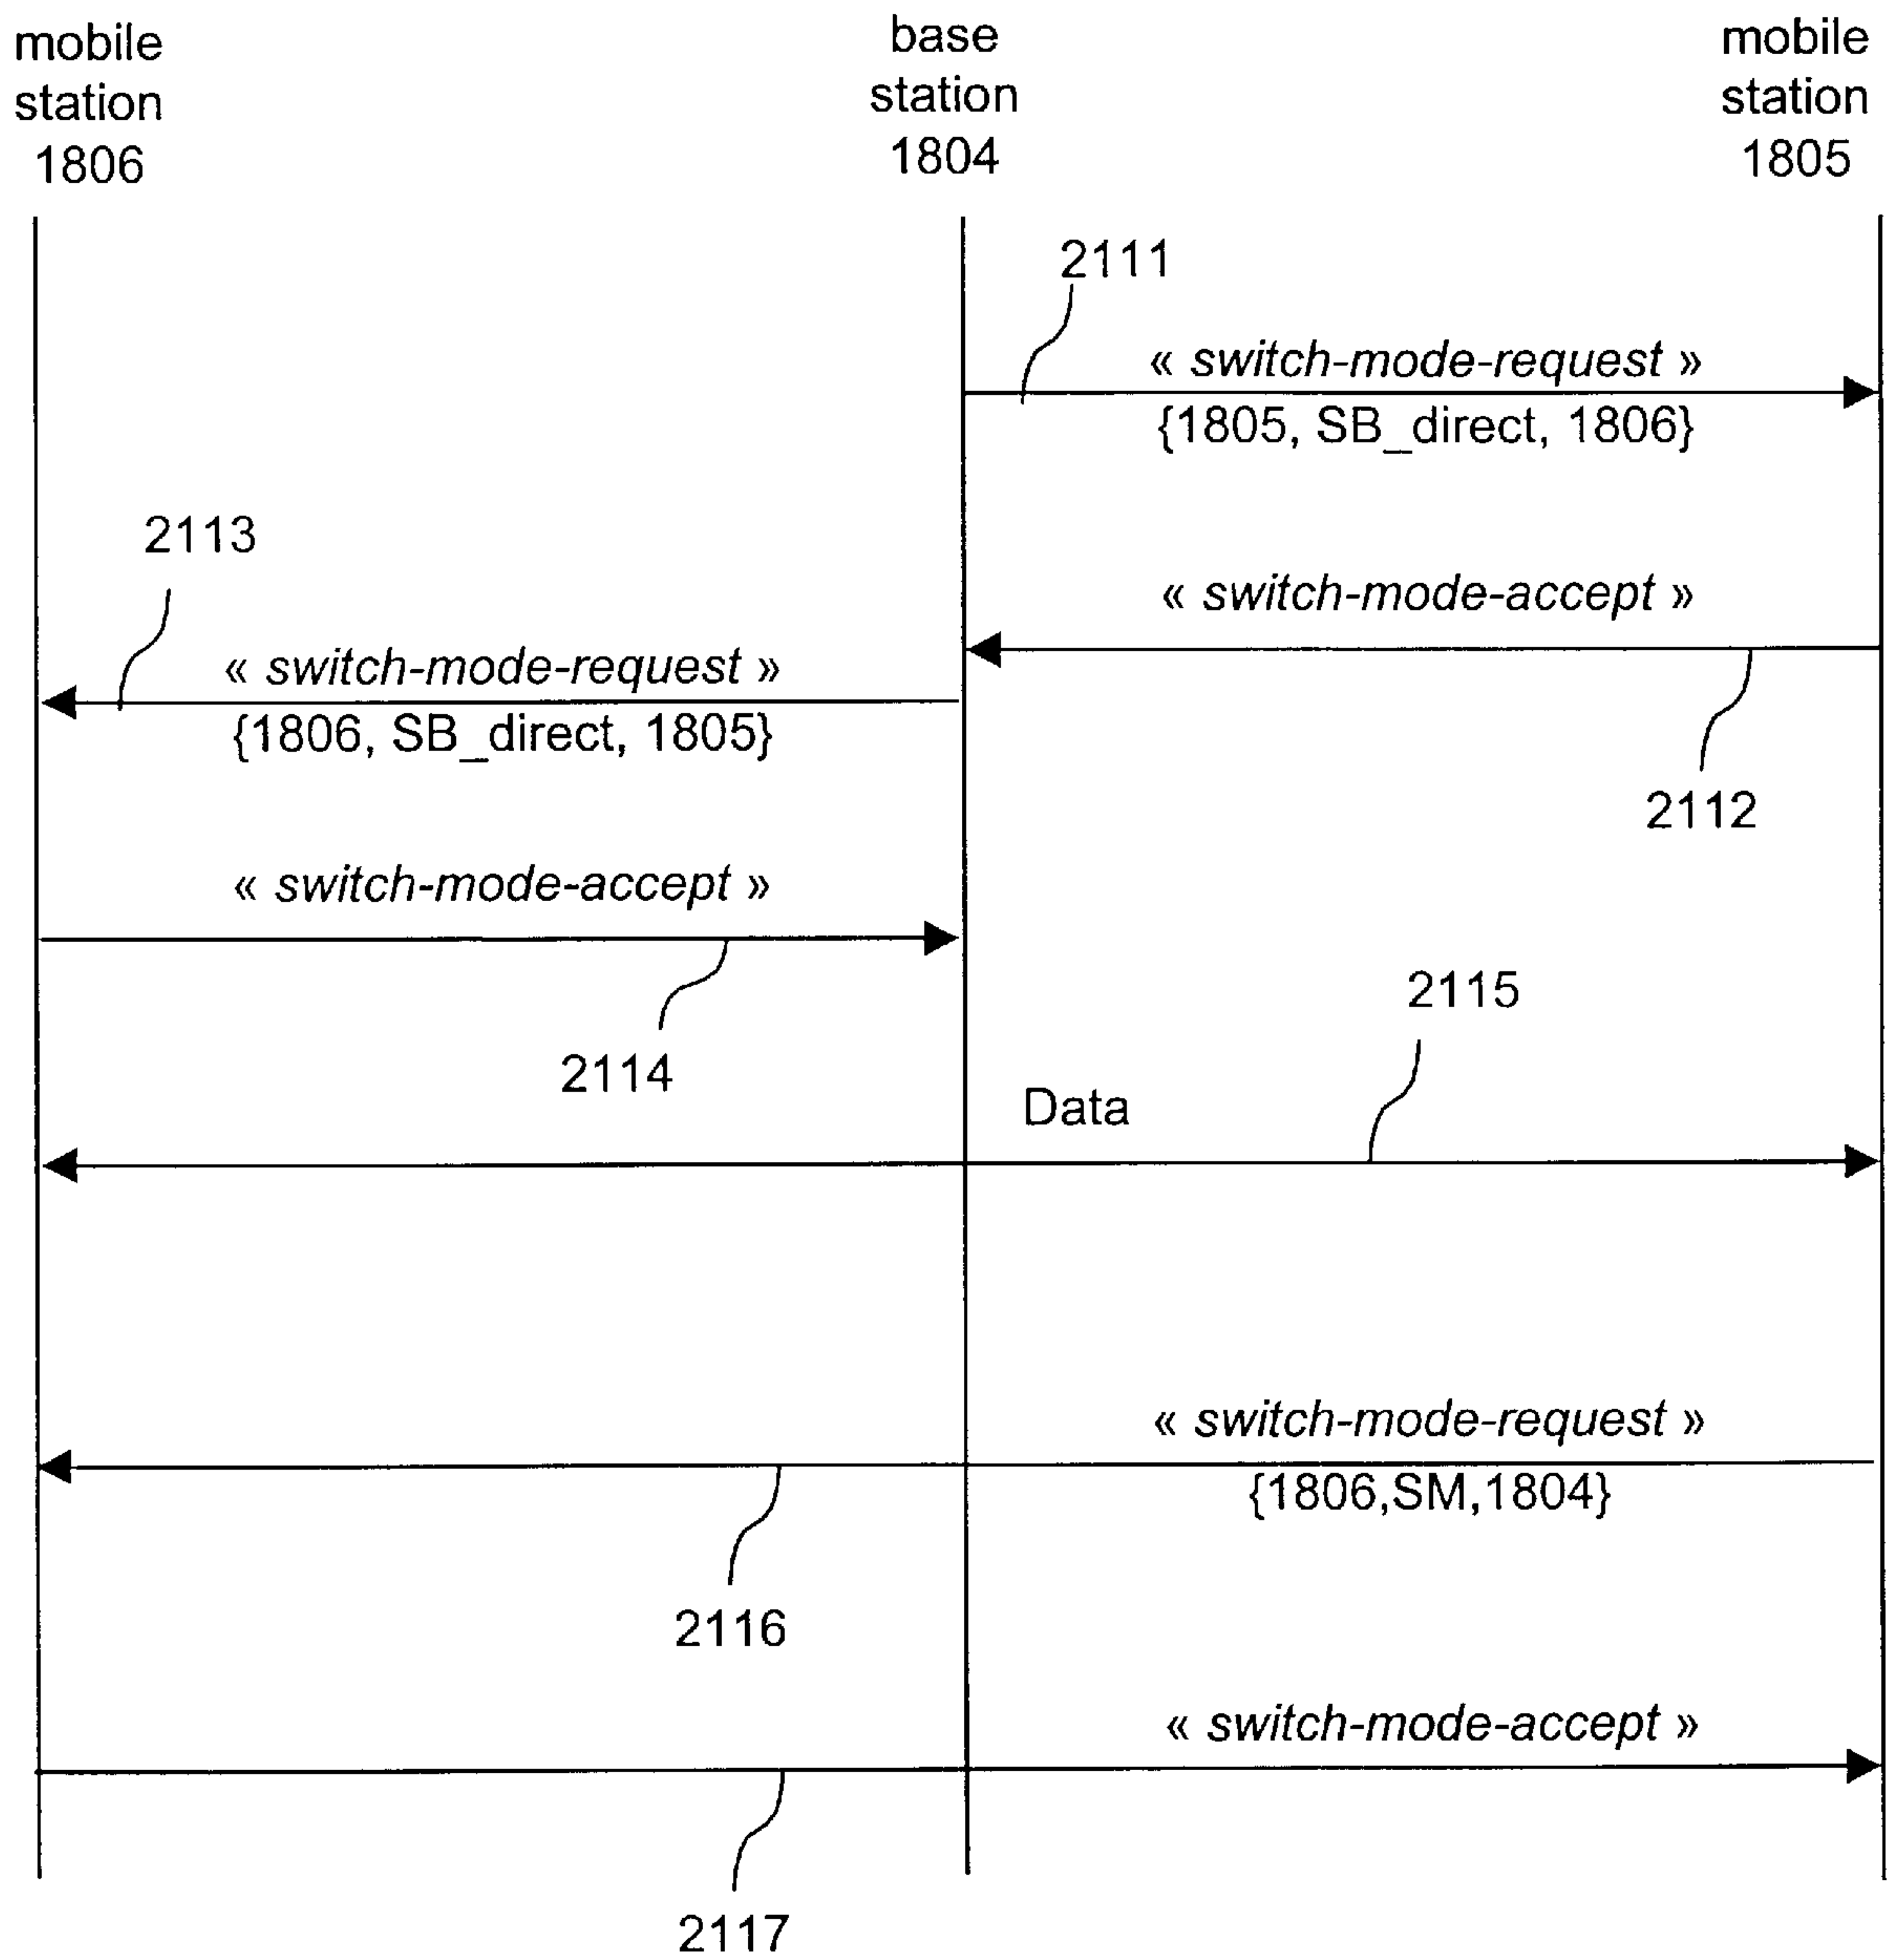 mobile
station
1806
base
station
1804
mobile
station
1805
2111
« switch-mode-request »
{1805, SB_direct, 1806}
2113
« switch-mode-accept »
« switch-mode-request »
{1806, SB_direct, 1805}
2112
« switch-mode-accept »
2115
2114
Data
« switch-mode-request »
{1806,SM,1804}
2116
« switch-mode-accept »
2117